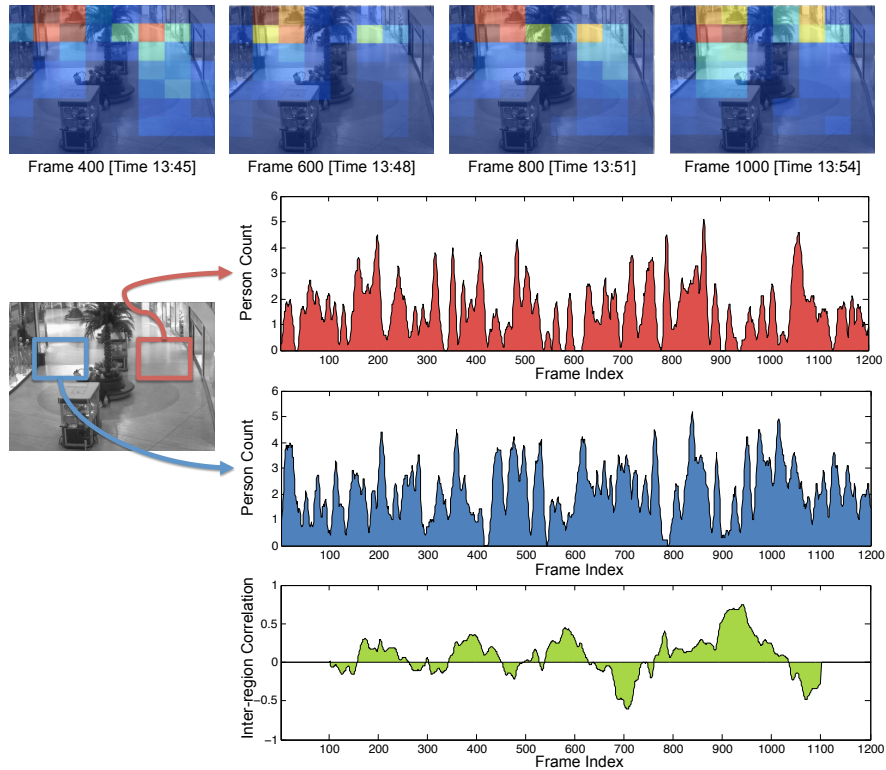 Frame 400 [Time 13:45]
Frame 600 [Time 13:48]
Frame 800 [Time 13:51]
Frame 1000 [Time 13:54]
Person Count
6
5
4
3
2
1
0
100 200 300 400 500 600 700 800 900 1000 1100 1200
Frame Index
Person Count
6
5
4
3
2
1
0
100 200 300 400 500 600 700 800 900 1000 1100 1200
Frame Index
Inter-region Correlation
1
0.5
0
−0.5
−1
100 200 300 400 500 600 700 800 900 1000 1100 1200
Frame Index